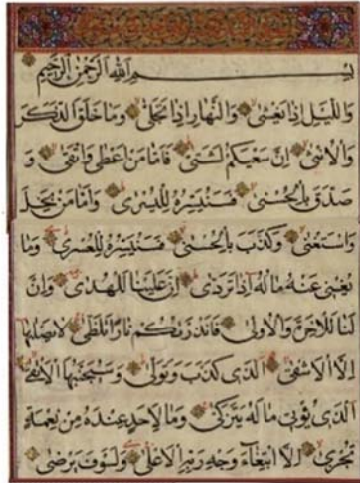 بسم الله الرحمن الرحيم
والليل اذا يغشى والنهار اذا تجلى وما خلق الذكر
والانثى ان سعيكم لشتى فاما من اعطى واتقى و
صدق بالحسنى فسنيسره لليسرى واما من بخل
واستغنى وكذب بالحسنى فسنيسره للعسرى وما
يغنى عنه ماله اذا تردى ان علينا للهدى وان
لنا للاخرة والاولى فانذرتكم نارا تلظى لا يصلها
الا الاشقى الذى كذب وتولى وسيجنبها الاتقى
الذى يؤتى ماله يتزكى وما لاحد عنده من نعمة
تجزى الا ابتغاء وجه ربه الاعلى ولسوف يرضى